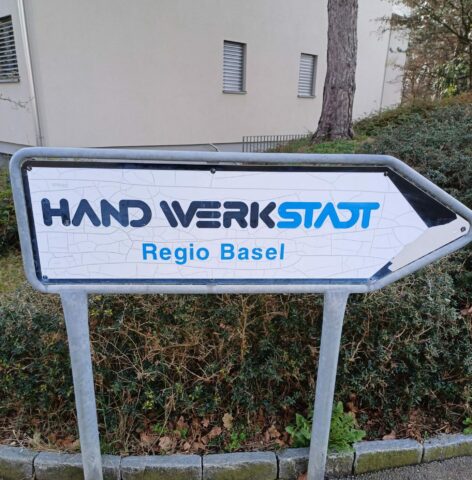 HAND WERKSTADT
Regio Basel